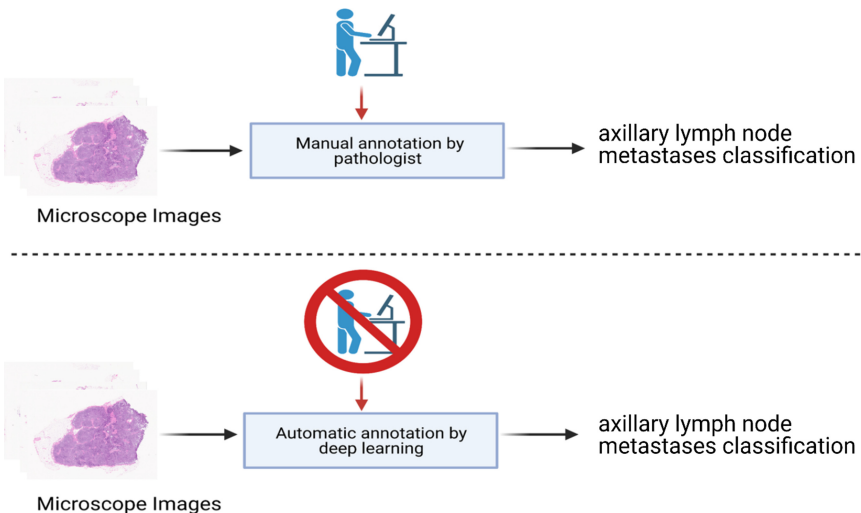 Manual annotation by
pathologist
axillary lymph node
metastases classification
Microscope Images
Automatic annotation by
deep learning
axillary lymph node
metastases classification
Microscope Images